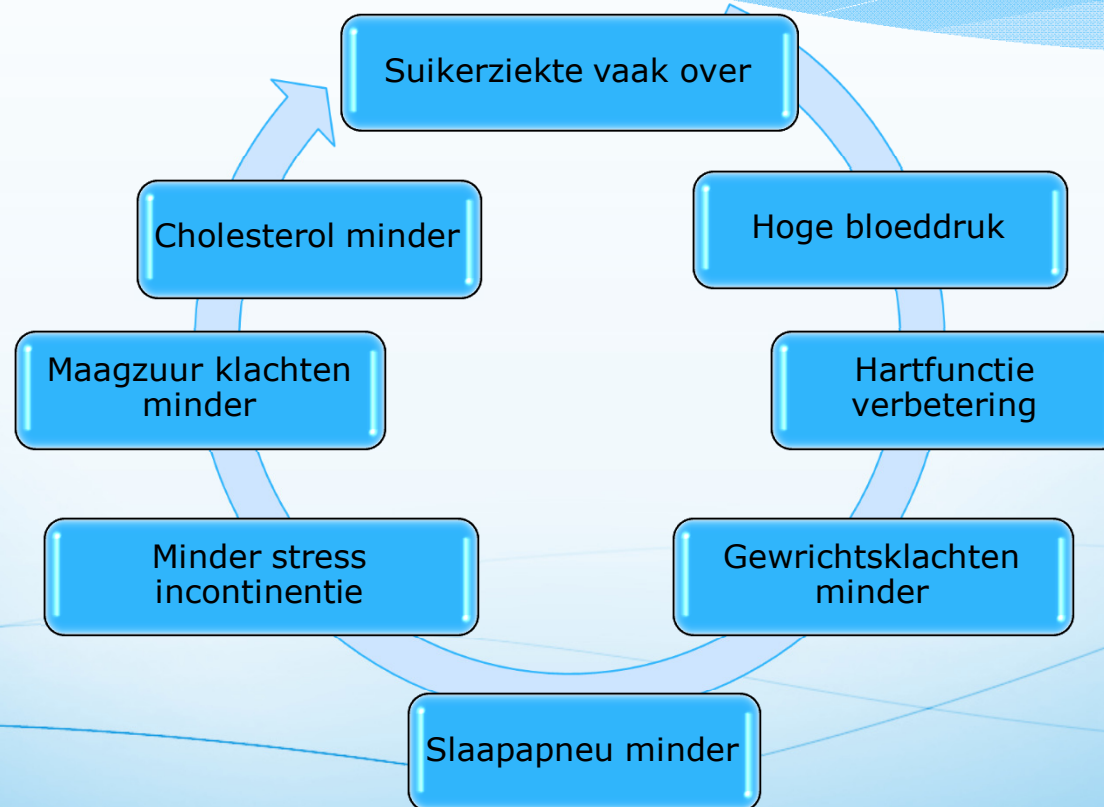 Suikerziekte vaak over
Hoge bloeddruk
Hartfunctie
verbetering
Gewrichtsklachten
minder
Slaapapneu minder
Minder stress
incontinentie
Maagzuur klachten
minder
Cholesterol minder